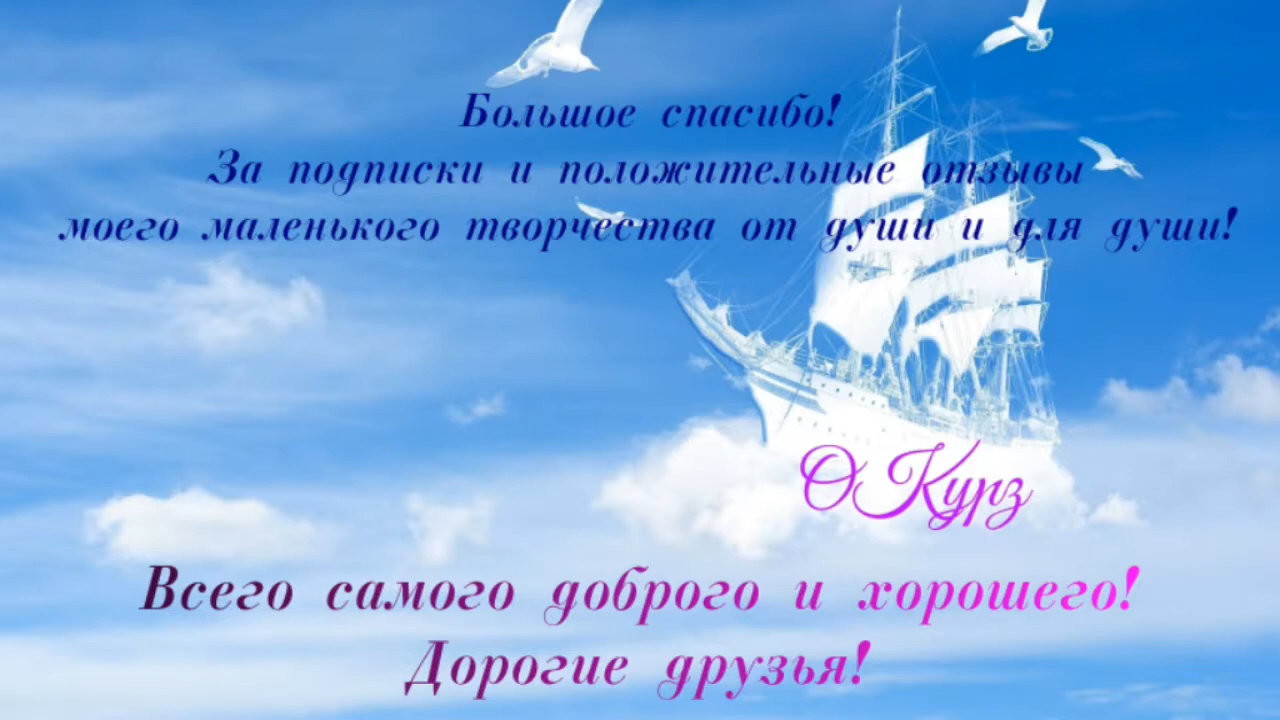 Большое спасибо!
За подписки и положительные отзывы
моего маленького творчества от души и для души!
О Курз
Всего самого доброго и хорошего!
Дорогие друзья!